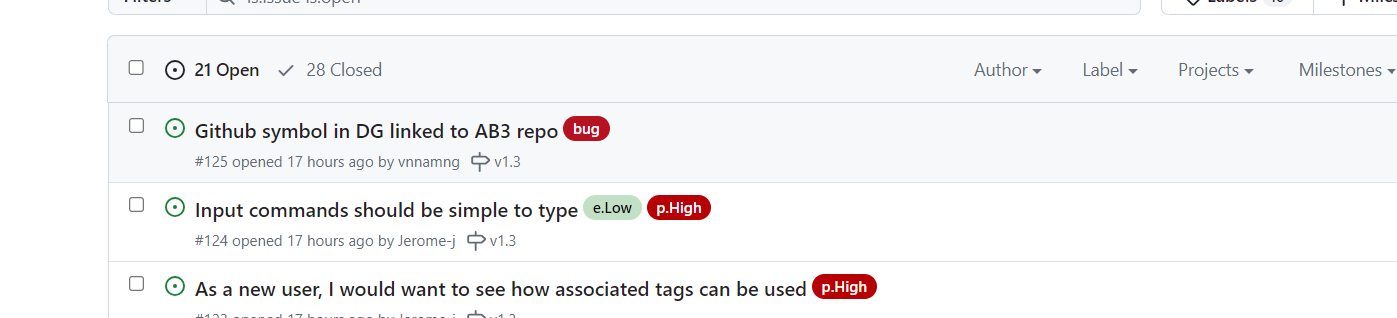 Filters is:issue is:open Labels
21 Open 28 Closed Author Label Projects Milestones
Github symbol in DG linked to AB3 repo bug
#125 opened 17 hours ago by vnnamng v1.3
Input commands should be simple to type e.Low p.High
#124 opened 17 hours ago by Jerome-j v1.3
As a new user, I would want to see how associated tags can be used p.High